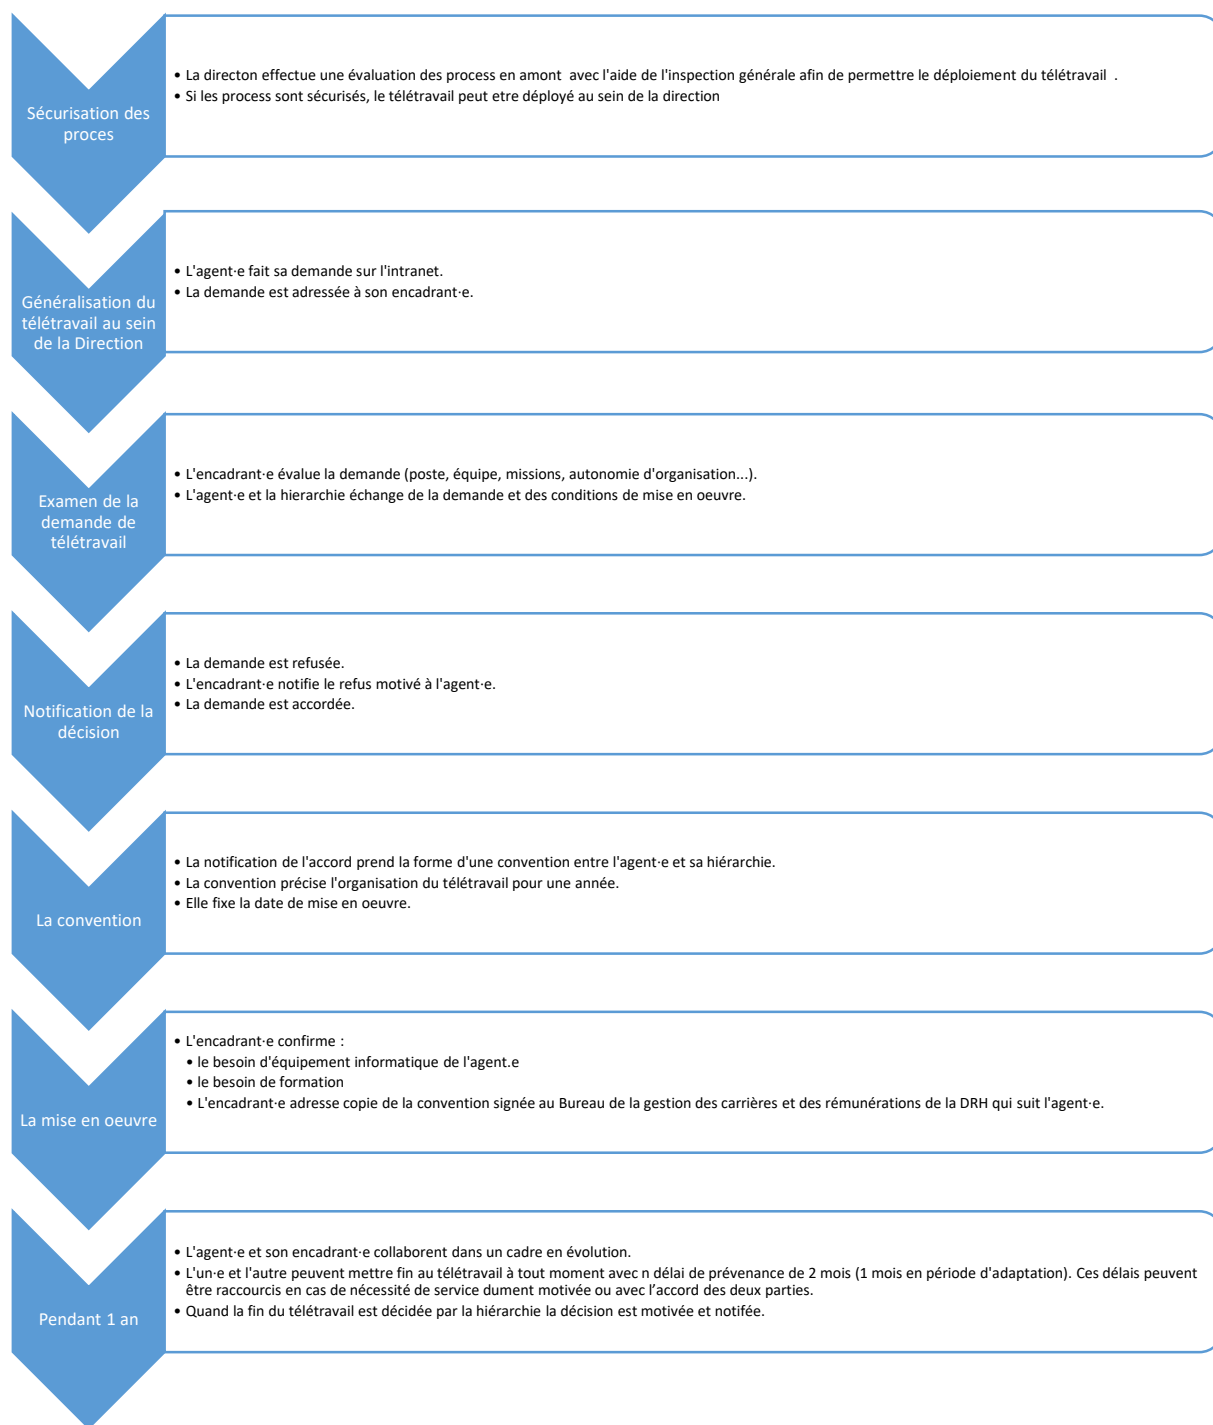 Sécurisation des
proces
• La directon effectue une évaluation des process en amont  avec l'aide de l'inspection générale afin de permettre le déploiement du télétravail  .
• Si les process sont sécurisés, le télétravail peut etre déployé au sein de la direction
Généralisation du
télétravail au sein
de la Direction
• L'agent·e fait sa demande sur l'intranet.
• La demande est adressée à son encadrant·e.
Examen de la
demande de
télétravail
• L'encadrant·e évalue la demande (poste, équipe, missions, autonomie d'organisation...).
• L'agent·e et la hierarchie échange de la demande et des conditions de mise en oeuvre.
Notification de la
décision
• La demande est refusée.
• L'encadrant·e notifie le refus motivé à l'agent·e.
• La demande est accordée.
La convention
• La notification de l'accord prend la forme d'une convention entre l'agent·e et sa hiérarchie.
• La convention précise l'organisation du télétravail pour une année.
• Elle fixe la date de mise en oeuvre.
La mise en oeuvre
• L'encadrant·e confirme :
• le besoin d'équipement informatique de l'agent.e
• le besoin de formation
• L'encadrant·e adresse copie de la convention signée au Bureau de la gestion des carrières et des rémunérations de la DRH qui suit l'agent·e.
Pendant 1 an
• L'agent·e et son encadrant·e collaborent dans un cadre en évolution.
• L'un·e et l'autre peuvent mettre fin au télétravail à tout moment avec n délai de prévenance de 2 mois (1 mois en période d'adaptation). Ces délais peuvent
être raccourcis en cas de nécessité de service dument motivée ou avec l’accord des deux parties.
• Quand la fin du télétravail est décidée par la hiérarchie la décision est motivée et notifée.